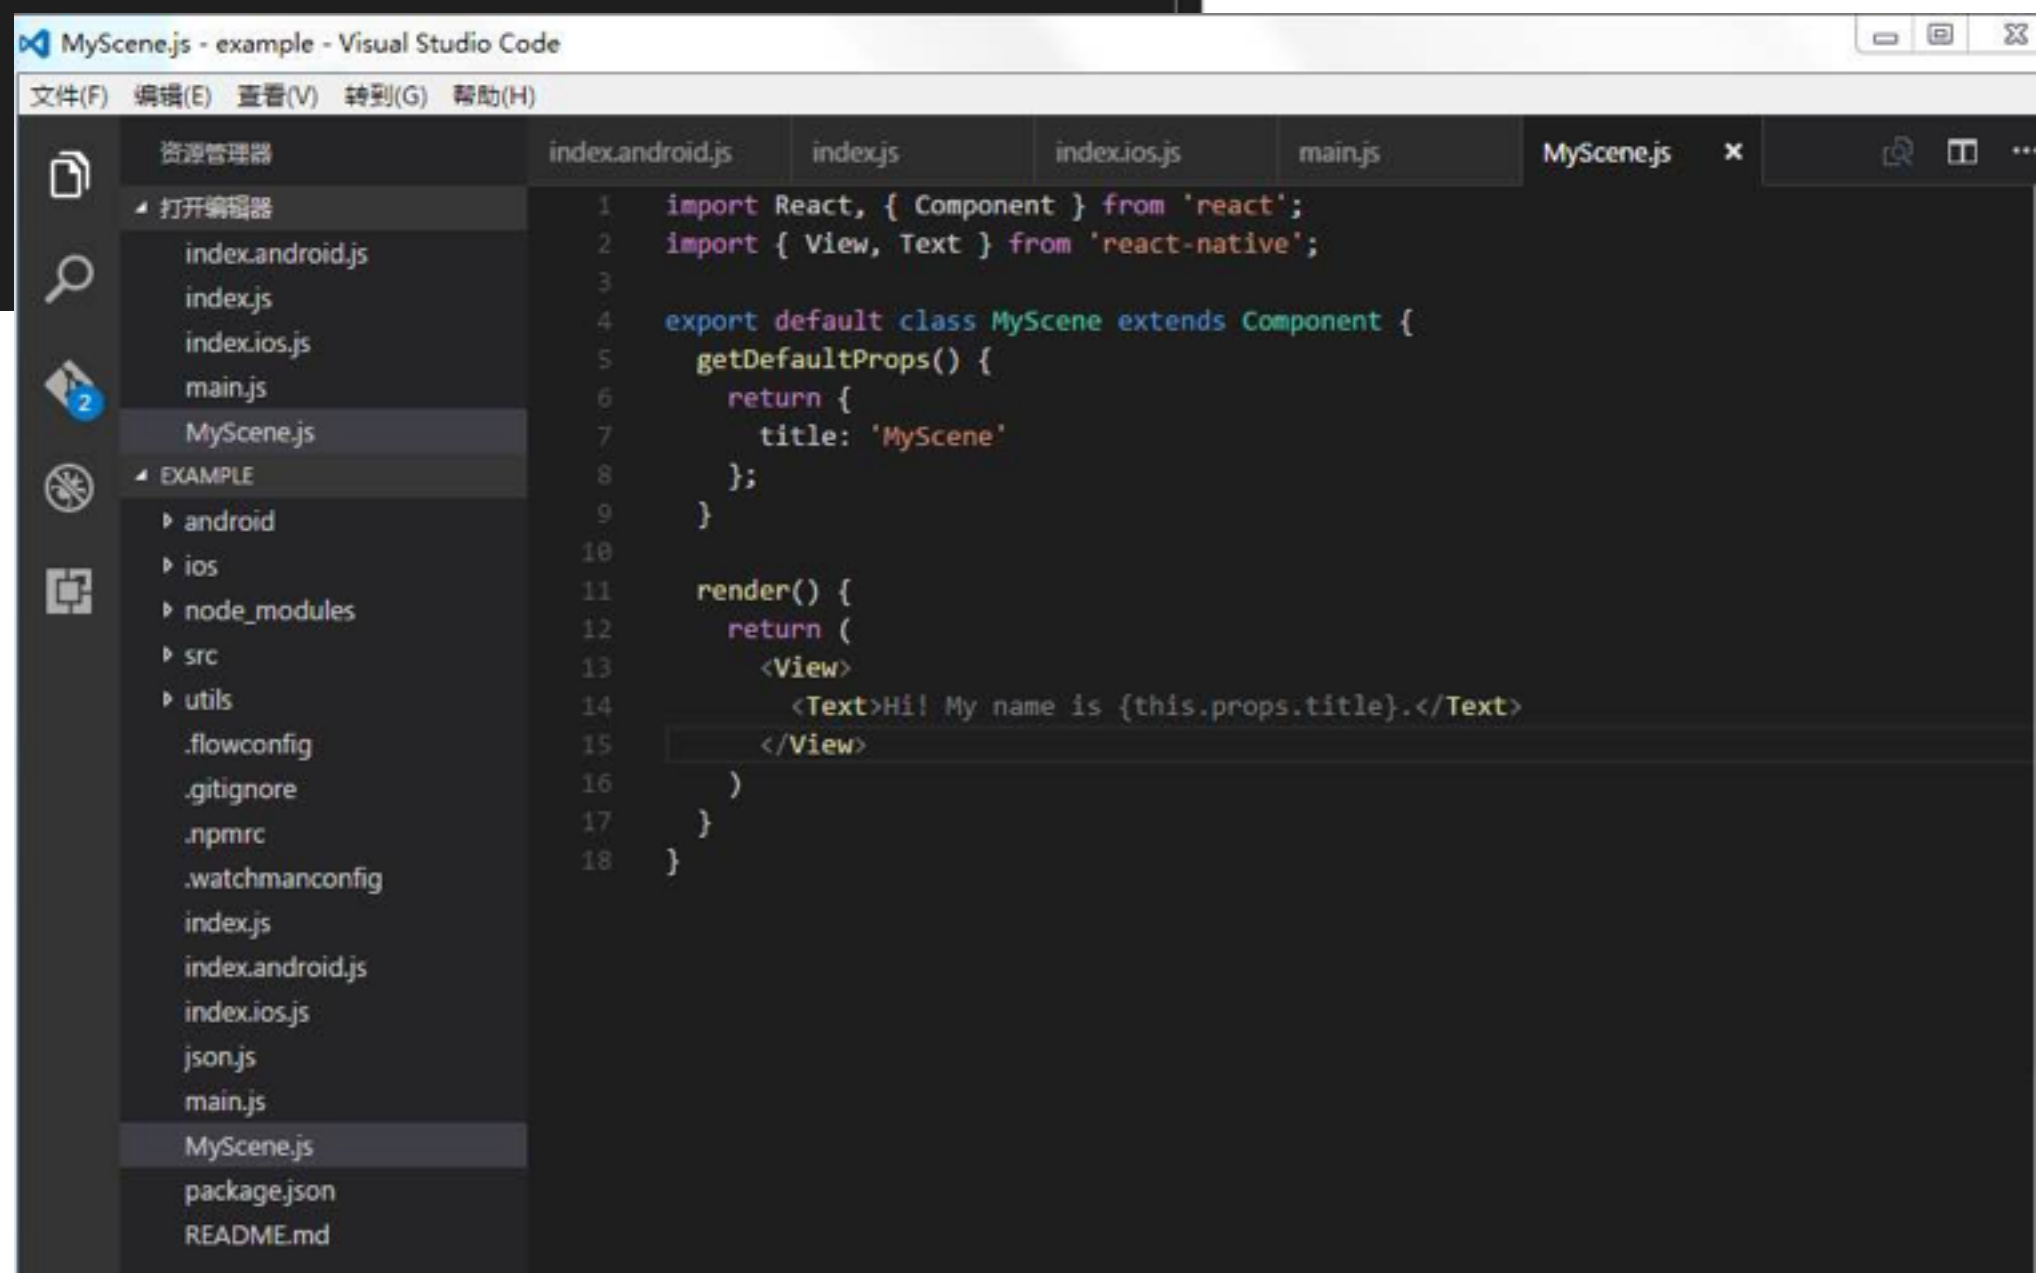 MyScene.js - example - Visual Studio Code
文件(F) 编辑(E) 查看(V) 转到(G) 帮助(H)
资源管理器
打开编辑器
index.android.js
index.js
index.ios.js
main.js
MyScene.js
2
EXAMPLE
android
ios
node_modules
src
utils
.flowconfig
.gitignore
.npmrc
.watchmanconfig
index.js
index.android.js
index.ios.js
json.js
main.js
MyScene.js
package.json
README.md
index.android.js index.js index.ios.js main.js MyScene.js
1 import React, { Component } from 'react';
2 import { View, Text } from 'react-native';
3
4 export default class MyScene extends Component {
5 getDefaultProps() {
6 return {
7 title: 'MyScene'
8 };
9 }
10
11 render() {
12 return (
13 <View>
14 <Text>Hi! My name is {this.props.title}.</Text>
15 </View>
16 )
17 }
18 }